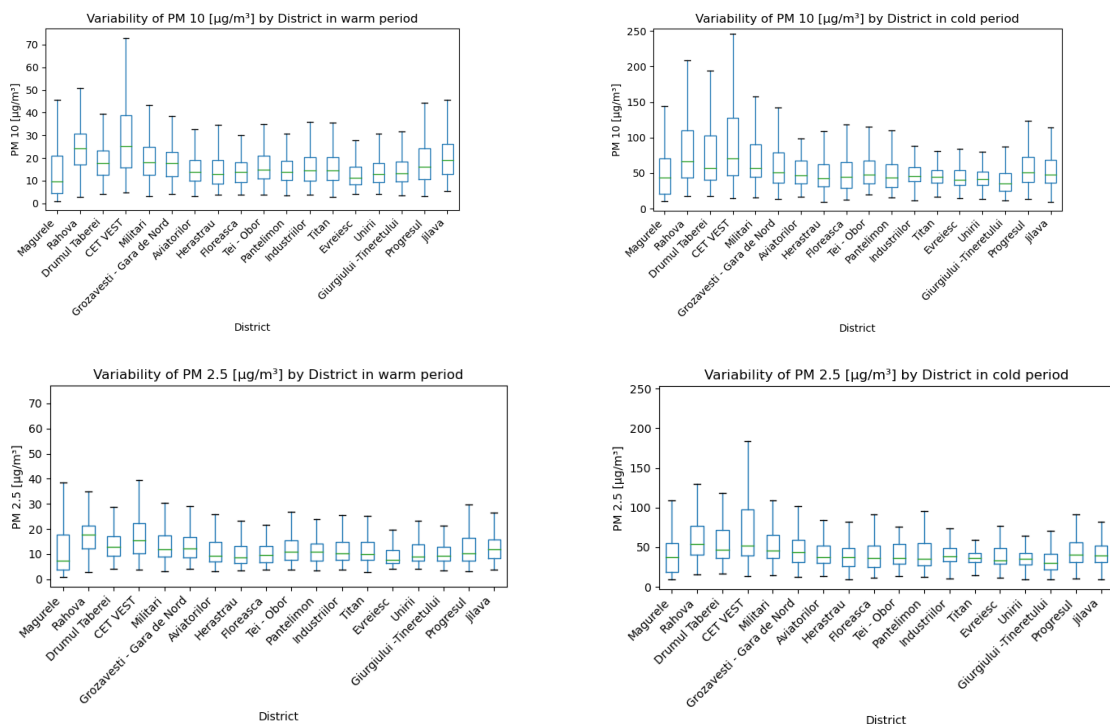 Variability of PM 10 [µg/m³] by District in warm period
PM 10 [µg/m³]
70
60
50
40
30
20
10
0
Magurele
Rahova
Drumul Taberei
CET VEST
Militari
Grozavesti - Gara de Nord
Aviatorilor
Herastrau
Floreasca
Tei - Obor
Pantelimon
Industriilor
Titan
Evreiesc
Unirii
Giurgiului -Tineretului
Progresul
Jilava
District
Variability of PM 10 [µg/m³] by District in cold period
PM 10 [µg/m³]
250
200
150
100
50
0
Magurele
Rahova
Drumul Taberei
CET VEST
Militari
Grozavesti - Gara de Nord
Aviatorilor
Herastrau
Floreasca
Tei - Obor
Pantelimon
Industriilor
Titan
Evreiesc
Unirii
Giurgiului -Tineretului
Progresul
Jilava
District
Variability of PM 2.5 [µg/m³] by District in warm period
PM 2.5 [µg/m³]
70
60
50
40
30
20
10
0
Magurele
Rahova
Drumul Taberei
CET VEST
Militari
Grozavesti - Gara de Nord
Aviatorilor
Herastrau
Floreasca
Tei - Obor
Pantelimon
Industriilor
Titan
Evreiesc
Unirii
Giurgiului -Tineretului
Progresul
Jilava
District
Variability of PM 2.5 [µg/m³] by District in cold period
PM 2.5 [µg/m³]
250
200
150
100
50
0
Magurele
Rahova
Drumul Taberei
CET VEST
Militari
Grozavesti - Gara de Nord
Aviatorilor
Herastrau
Floreasca
Tei - Obor
Pantelimon
Industriilor
Titan
Evreiesc
Unirii
Giurgiului -Tineretului
Progresul
Jilava
District